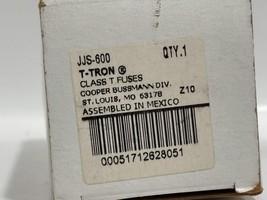 JJS-600 QTY.1
T-TRON ®
CLASS T FUSES
COOPER BUSSMANN DIV.
ST. LOUIS, MO 63178 Z10
ASSEMBLED IN MEXICO
00051712628051